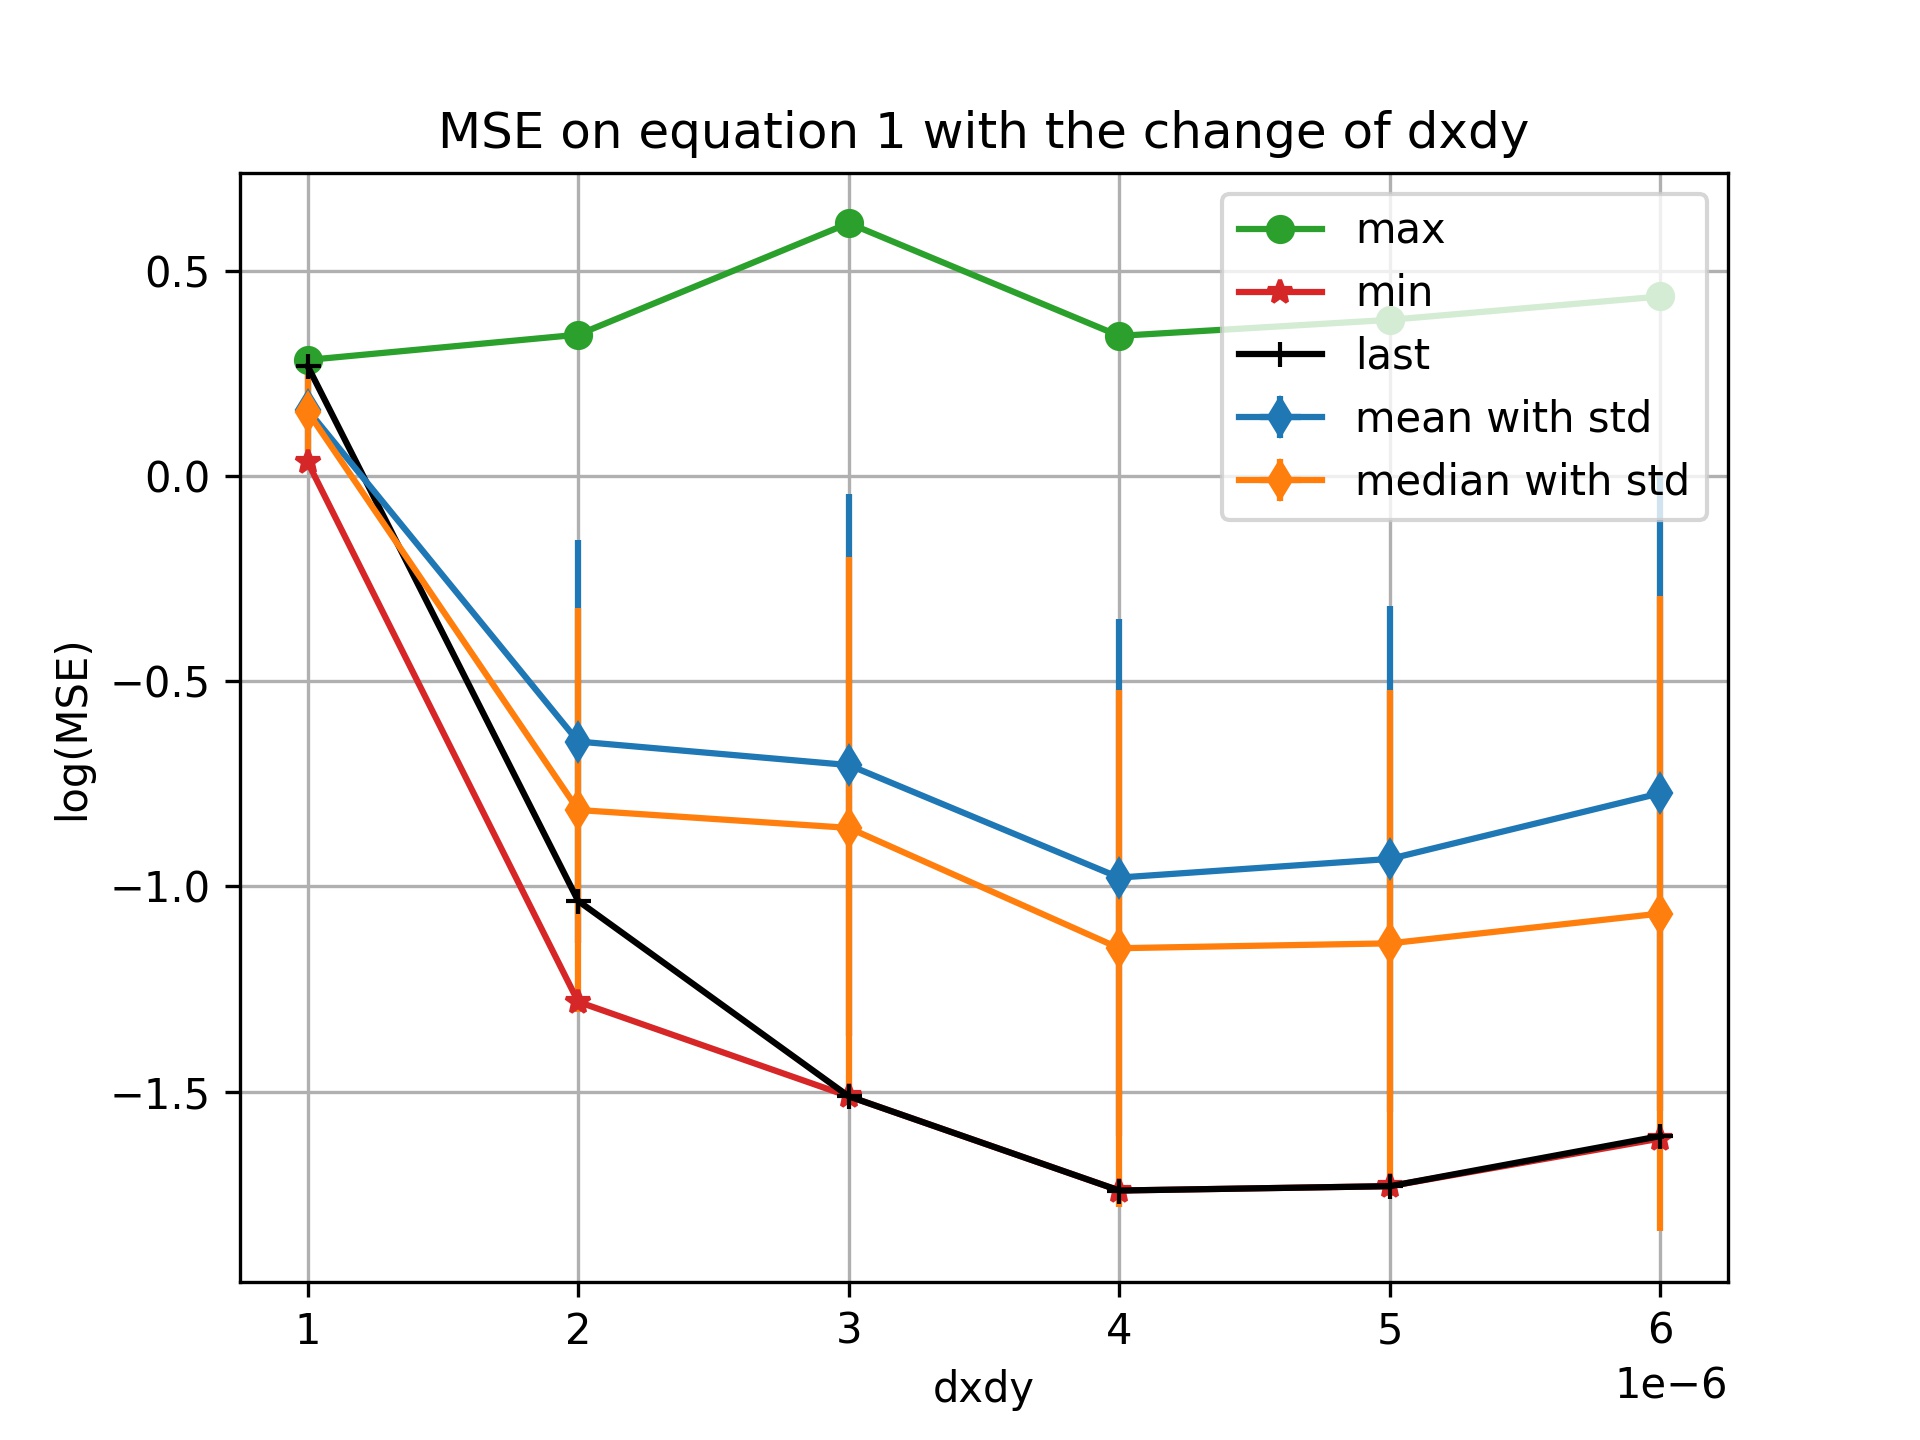 MSE on equation 1 with the change of dxdy
max
min
last
mean with std
median with std
0.5
0.0
−0.5
−1.0
−1.5
log(MSE)
1 2 3 4 5 6
1e−6
dxdy